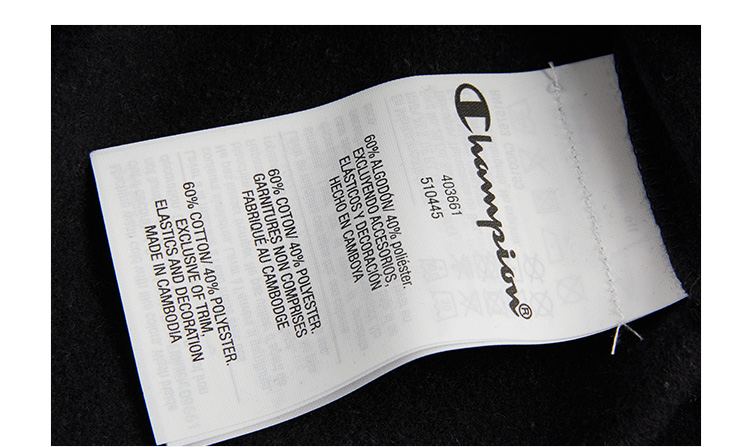 Champion®
403661
510445
60% ALGODÓN/ 40% poliéster.
EXCLUYENDO ACCESORIOS,
ELÁSTICOS Y DECORACIÓN
HECHO EN CAMBOYA
60% COTON/ 40% POLYESTER.
GARNITURES NON COMPRISES
FABRIQUÉ AU CAMBODGE
60% COTTON/ 40% POLYESTER.
EXCLUSIVE OF TRIM,
ELASTICS AND DECORATION
MADE IN CAMBODIA